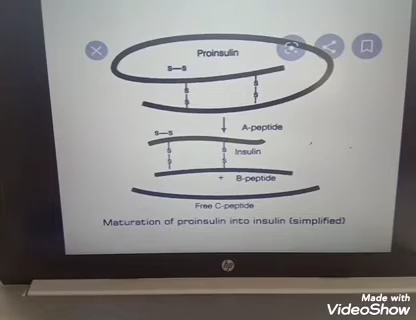 Proinsulin
S—S
S
S
S
S
A-peptide
S—S
S
S
S
S
Insulin
+ B-peptide
Free C-peptide
Maturation of proinsulin into insulin (simplified)
hp
Made with
VideoShow